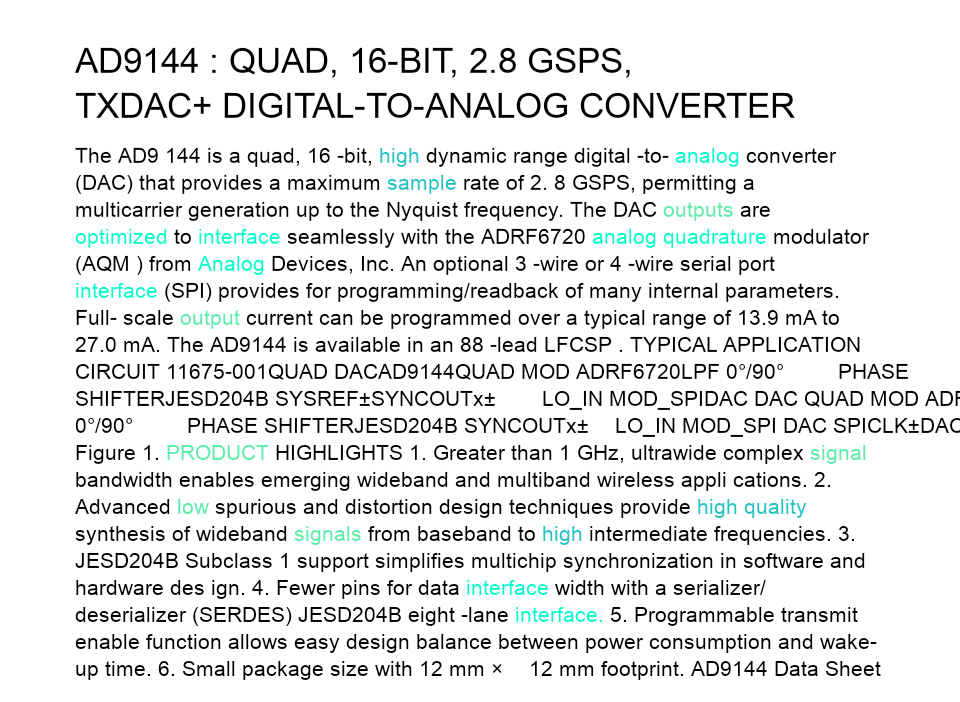 AD9144 : QUAD, 16-BIT, 2.8 GSPS,
TXDAC+ DIGITAL-TO-ANALOG CONVERTER
The AD9 144 is a quad, 16 -bit, high dynamic range digital -to- analog converter
(DAC) that provides a maximum sample rate of 2. 8 GSPS, permitting a
multicarrier generation up to the Nyquist frequency. The DAC outputs are
optimized to interface seamlessly with the ADRF6720 analog quadrature modulator
(AQM ) from Analog Devices, Inc. An optional 3 -wire or 4 -wire serial port
interface (SPI) provides for programming/readback of many internal parameters.
Full- scale output current can be programmed over a typical range of 13.9 mA to
27.0 mA. The AD9144 is available in an 88 -lead LFCSP . TYPICAL APPLICATION
CIRCUIT 11675-001QUAD DACAD9144QUAD MOD ADRF6720LPF 0°/90° PHASE
SHIFTERJESD204B SYSREF±SYNCOUTx± LO_IN MOD_SPIDAC DAC QUAD MOD ADF
0°/90° PHASE SHIFTERJESD204B SYNCOUTx± LO_IN MOD_SPI DAC SPICLK±DAC
Figure 1. PRODUCT HIGHLIGHTS 1. Greater than 1 GHz, ultrawide complex signal
bandwidth enables emerging wideband and multiband wireless appli cations. 2.
Advanced low spurious and distortion design techniques provide high quality
synthesis of wideband signals from baseband to high intermediate frequencies. 3.
JESD204B Subclass 1 support simplifies multichip synchronization in software and
hardware des ign. 4. Fewer pins for data interface width with a serializer/
deserializer (SERDES) JESD204B eight -lane interface. 5. Programmable transmit
enable function allows easy design balance between power consumption and wake-
up time. 6. Small package size with 12 mm × 12 mm footprint. AD9144 Data Sheet